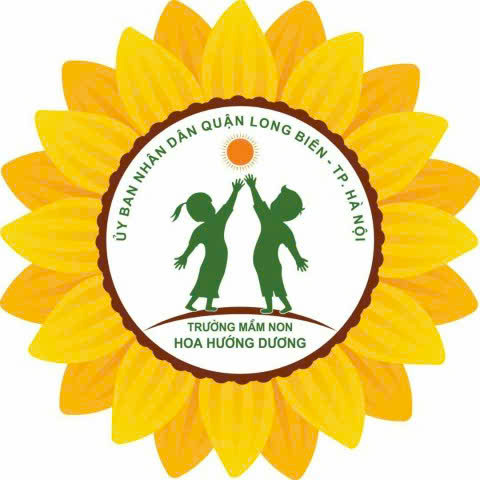 ỦY BAN NHÂN DÂN QUẬN LONG BIÊN - TP. HÀ NỘI
TRƯỜNG MẦM NON
HOA HƯỚNG DƯƠNG